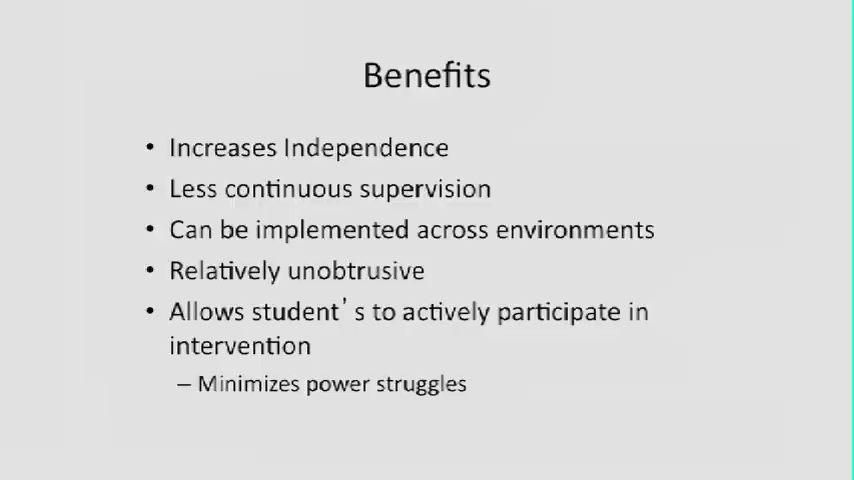 Benefits
• Increases Independence
• Less continuous supervision
• Can be implemented across environments
• Relatively unobtrusive
• Allows student’s to actively participate in
intervention
– Minimizes power struggles